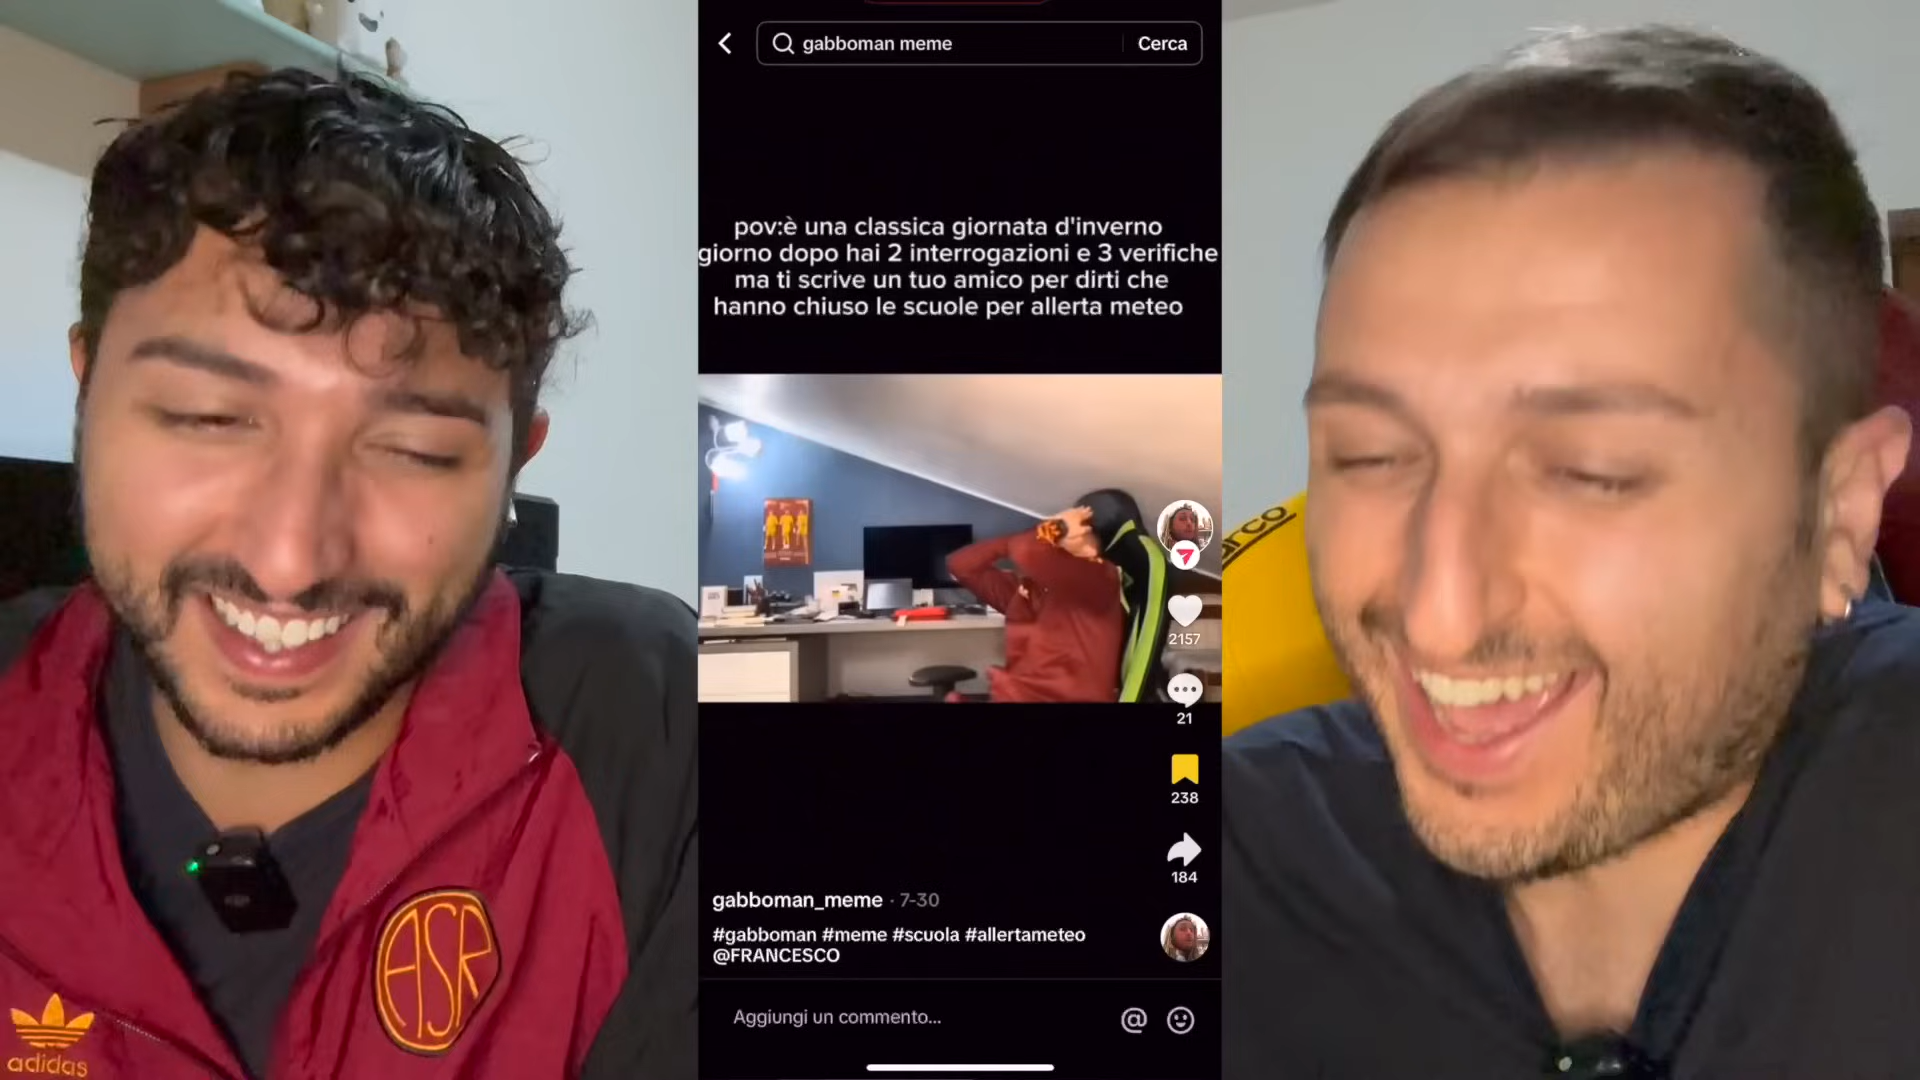 gabboman meme
Cerca
pov:è una classica giornata d'inverno
giorno dopo hai 2 interrogazioni e 3 verifiche
ma ti scrive un tuo amico per dirti che
hanno chiuso le scuole per allerta meteo
arco
2157
21
238
184
gabboman_meme · 7-30
#gabboman #meme #scuola #allertameteo
@FRANCESCO
Aggiungi un commento...
@
ASR
adidas